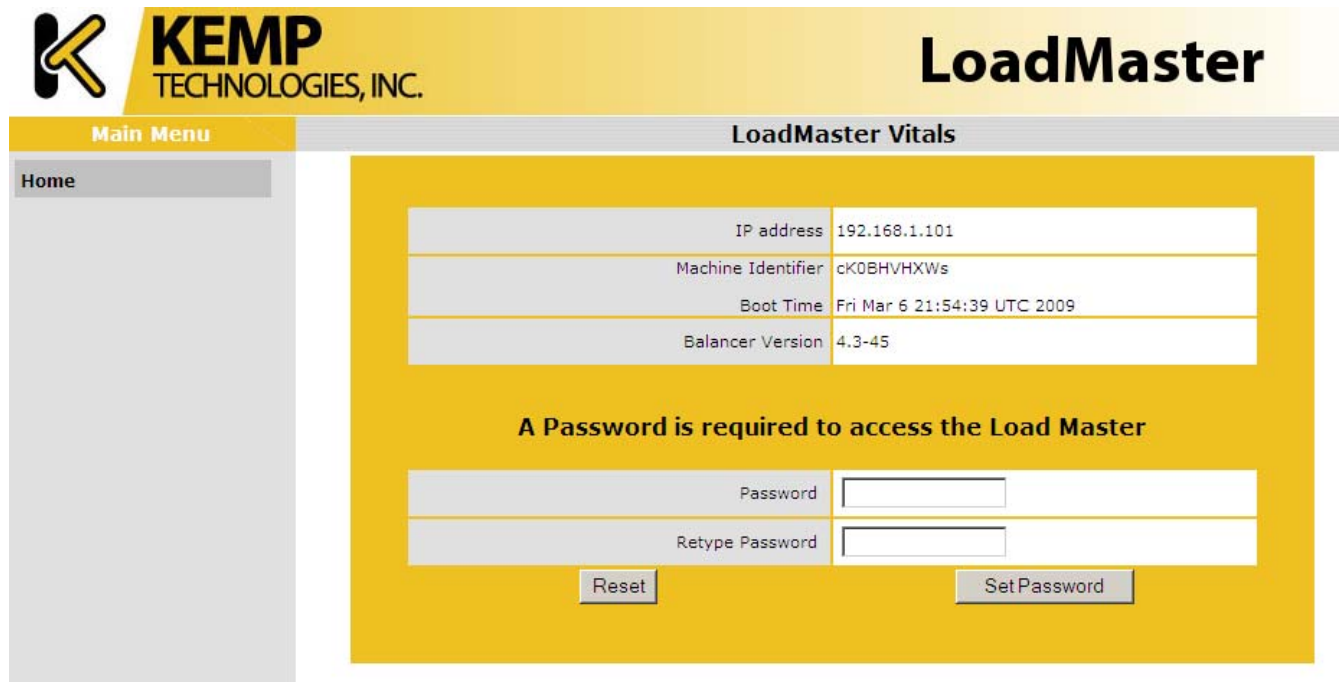 KEMP
TECHNOLOGIES, INC.
LoadMaster
Main Menu
LoadMaster Vitals
Home
IP address 192.168.1.101
Machine Identifier cK0BHVHXWs
Boot Time Fri Mar 6 21:54:39 UTC 2009
Balancer Version 4.3-45
A Password is required to access the Load Master
Password
Retype Password
Reset
Set Password